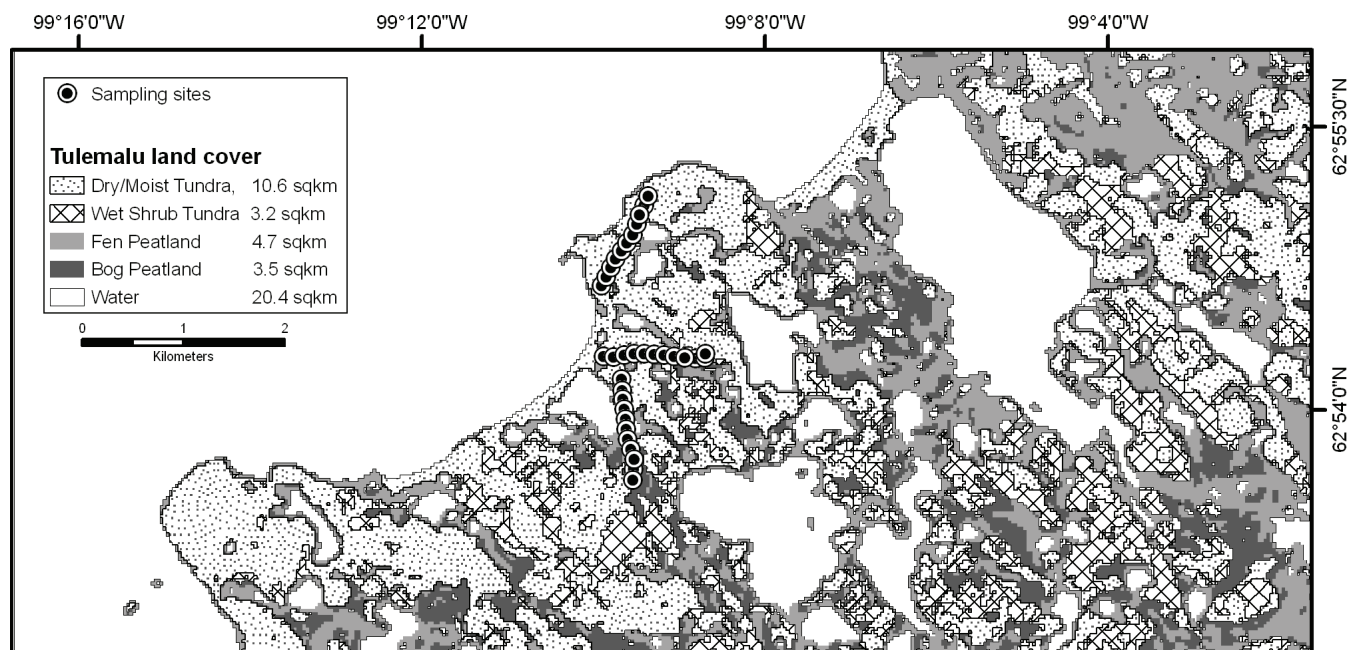 99°16'0"W 99°12'0"W 99°8'0"W 99°4'0"W
Sampling sites
Tulemalu land cover
Dry/Moist Tundra, 10.6 sqkm
Wet Shrub Tundra 3.2 sqkm
Fen Peatland 4.7 sqkm
Bog Peatland 3.5 sqkm
Water 20.4 sqkm
0 1 2
Kilometers
62°55'30"N
62°54'0"N